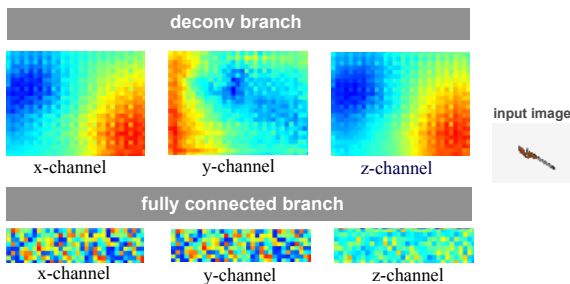 deconv branch
x-channel
y-channel
z-channel
input image
fully connected branch
x-channel
y-channel
z-channel